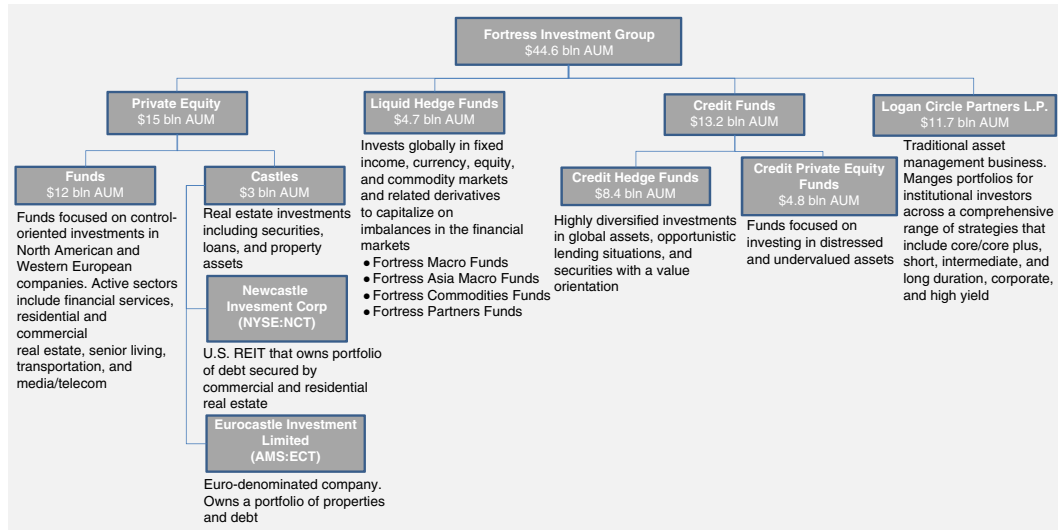 Fortress Investment Group
$44.6 bln AUM
Private Equity
$15 bln AUM
Funds
$12 bln AUM
Funds focused on control-
oriented investments in
North American and
Western European
companies. Active sectors
include financial services,
residential and
commercial
real estate, senior living,
transportation, and
media/telecom
Castles
$3 bln AUM
Real estate investments
including securities,
loans, and property
assets
Newcastle
Invesment Corp
(NYSE:NCT)
U.S. REIT that owns portfolio
of debt secured by
commercial and residential
real estate
Eurocastle Investment
Limited
(AMS:ECT)
Euro-denominated company.
Owns a portfolio of properties
and debt
Liquid Hedge Funds
$4.7 bln AUM
Invests globally in fixed
income, currency, equity,
and commodity markets
and related derivatives
to capitalize on
imbalances in the financial
markets
● Fortress Macro Funds
● Fortress Asia Macro Funds
● Fortress Commodities Funds
● Fortress Partners Funds
Credit Funds
$13.2 bln AUM
Credit Hedge Funds
$8.4 bln AUM
Highly diversified investments
in global assets, opportunistic
lending situations, and
securities with a value
orientation
Credit Private Equity
Funds
$4.8 bln AUM
Funds focused on
investing in distressed
and undervalued assets
Logan Circle Partners L.P.
$11.7 bln AUM
Traditional asset
management business.
Manges portfolios for
institutional investors
across a comprehensive
range of strategies that
include core/core plus,
short, intermediate, and
long duration, corporate,
and high yield